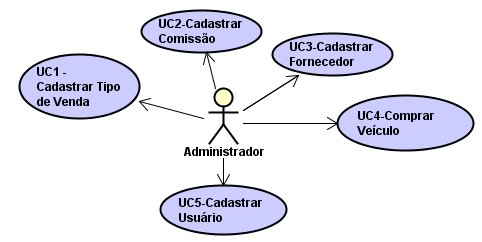 UC2-Cadastrar
Comissão
UC3-Cadastrar
Fornecedor
UC1 -
Cadastrar Tipo
de Venda
UC4-Comprar
Veículo
Administrador
UC5-Cadastrar
Usuário